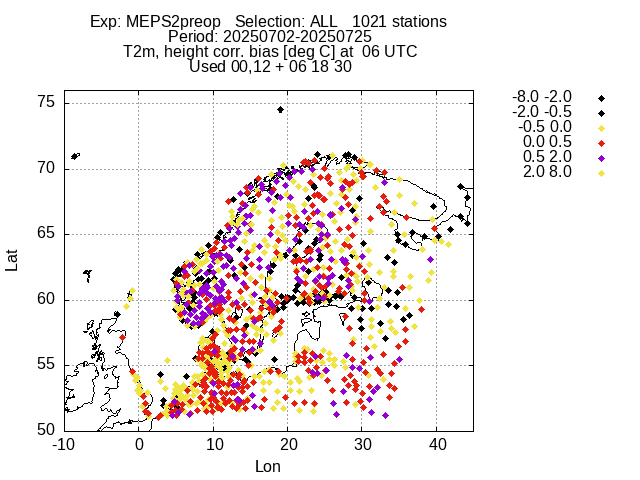 Exp: MEPS2preop Selection: ALL 1021 stations
Period: 20250702-20250725
T2m, height corr. bias [deg C] at 06 UTC
Used 00,12 + 06 18 30
-8.0 -2.0
-2.0 -0.5
-0.5 0.0
0.0 0.5
0.5 2.0
2.0 8.0
75
70
65
60
55
50
Lat
-10 0 10 20 30 40
Lon